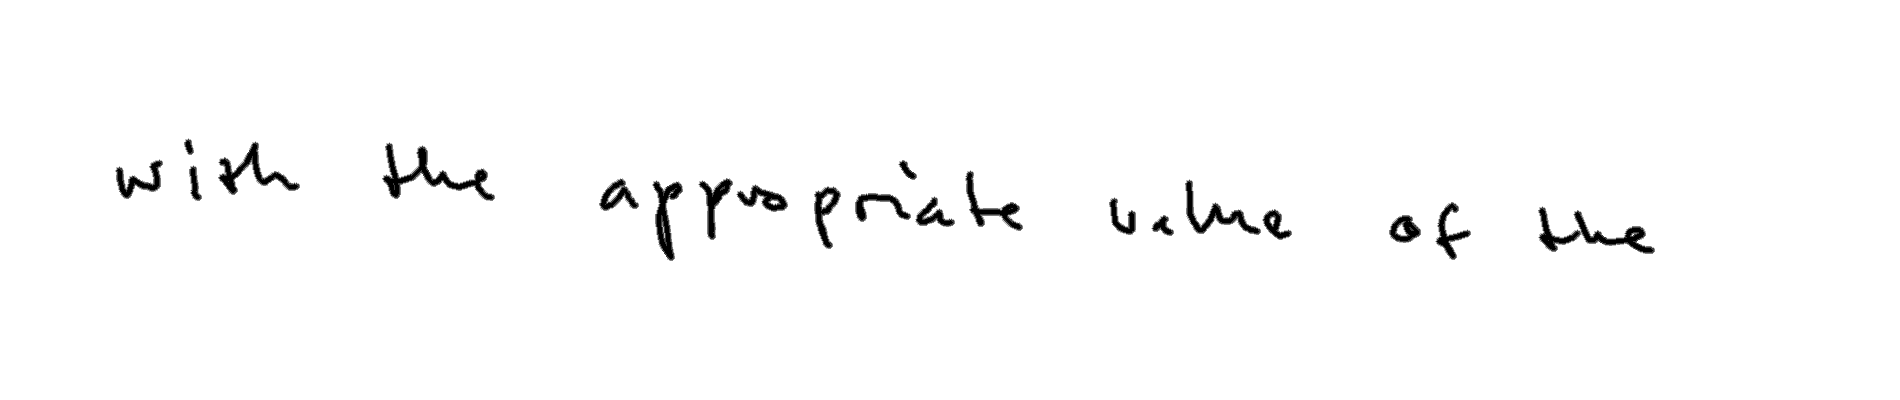 with the appropriate value of the